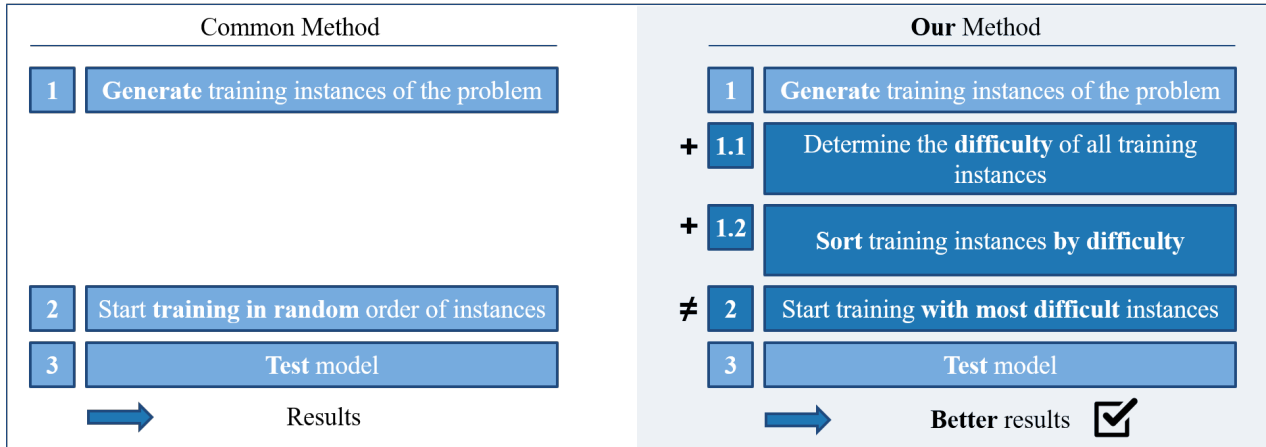 Common Method
1 Generate training instances of the problem
2 Start training in random order of instances
3 Test model
Results
Our Method
1 Generate training instances of the problem
+ 1.1 Determine the difficulty of all training
instances
+ 1.2 Sort training instances by difficulty
≠ 2 Start training with most difficult instances
3 Test model
Better results